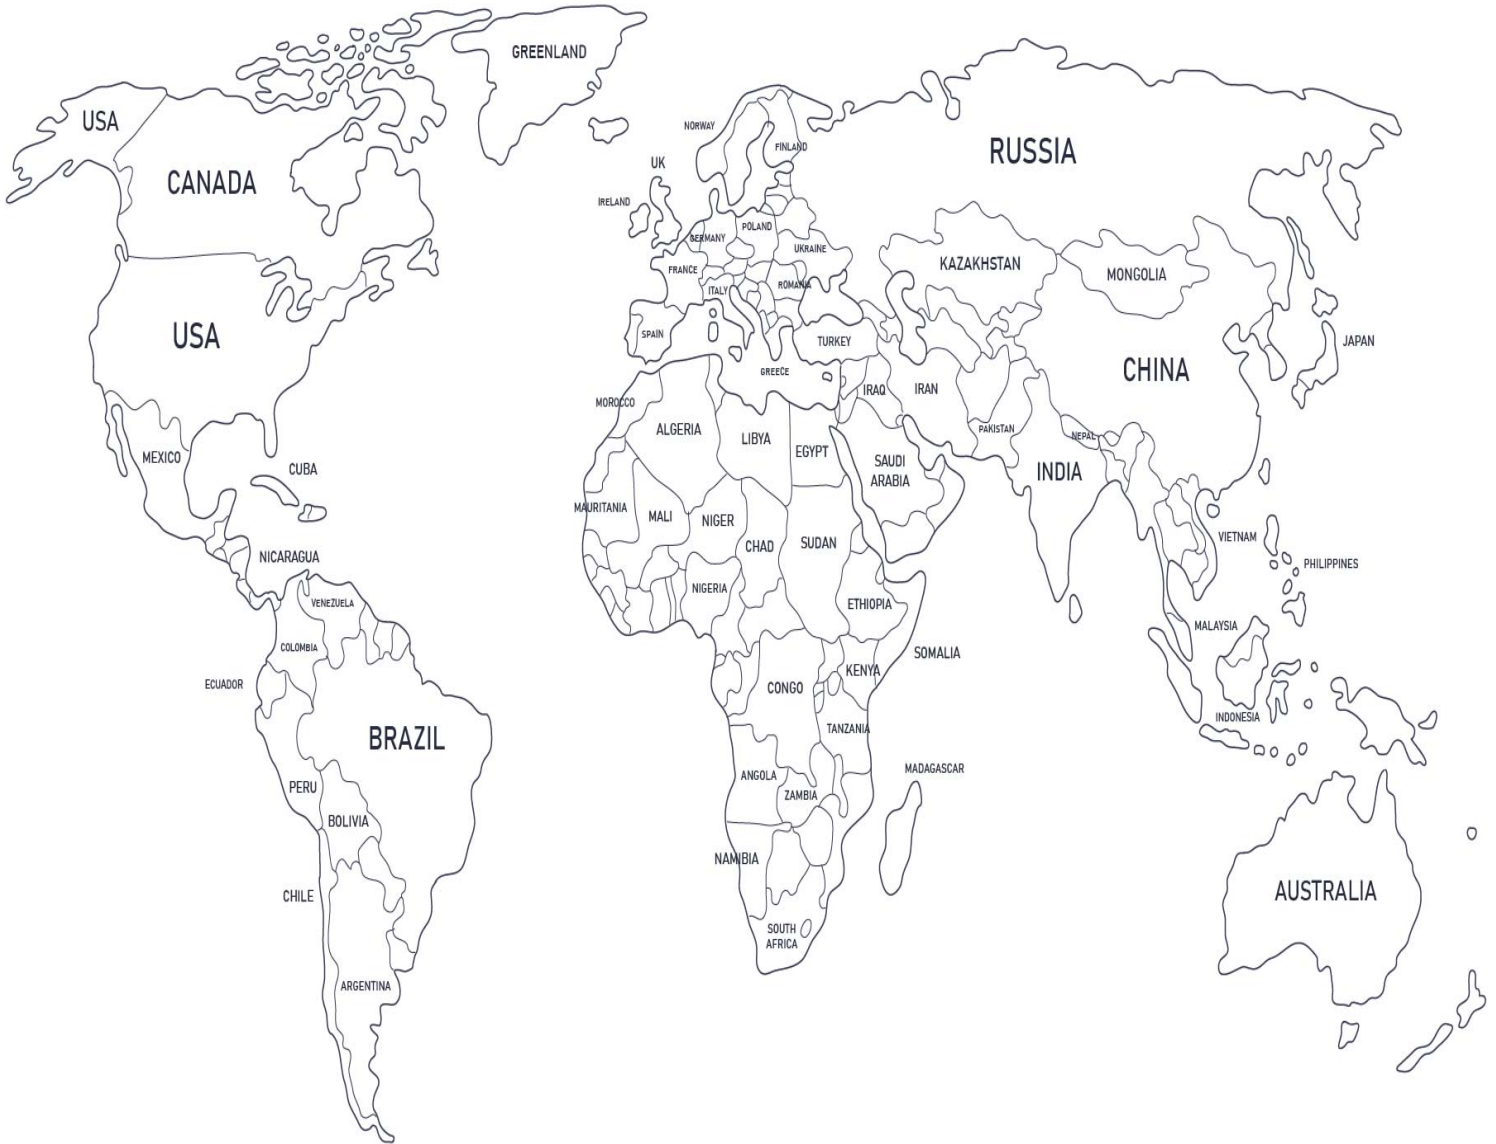 GREENLAND
USA
CANADA
USA
MEXICO
CUBA
NICARAGUA
VENEZUELA
COLOMBIA
ECUADOR
BRAZIL
PERU
BOLIVIA
CHILE
ARGENTINA
NORWAY
FINLAND
UK
IRELAND
POLAND
GERMANY
UKRAINE
FRANCE
ROMANIA
ITALY
SPAIN
TURKEY
GREECE
RUSSIA
KAZAKHSTAN
MONGOLIA
CHINA
JAPAN
IRAQ
IRAN
PAKISTAN
NEPAL
INDIA
SAUDI
ARABIA
MOROCCO
ALGERIA
LIBYA
EGYPT
MAURITANIA
MALI
NIGER
CHAD
SUDAN
NIGERIA
ETHIOPIA
SOMALIA
KENYA
CONGO
TANZANIA
ANGOLA
ZAMBIA
MADAGASCAR
NAMIBIA
SOUTH
AFRICA
VIETNAM
PHILIPPINES
MALAYSIA
INDONESIA
AUSTRALIA